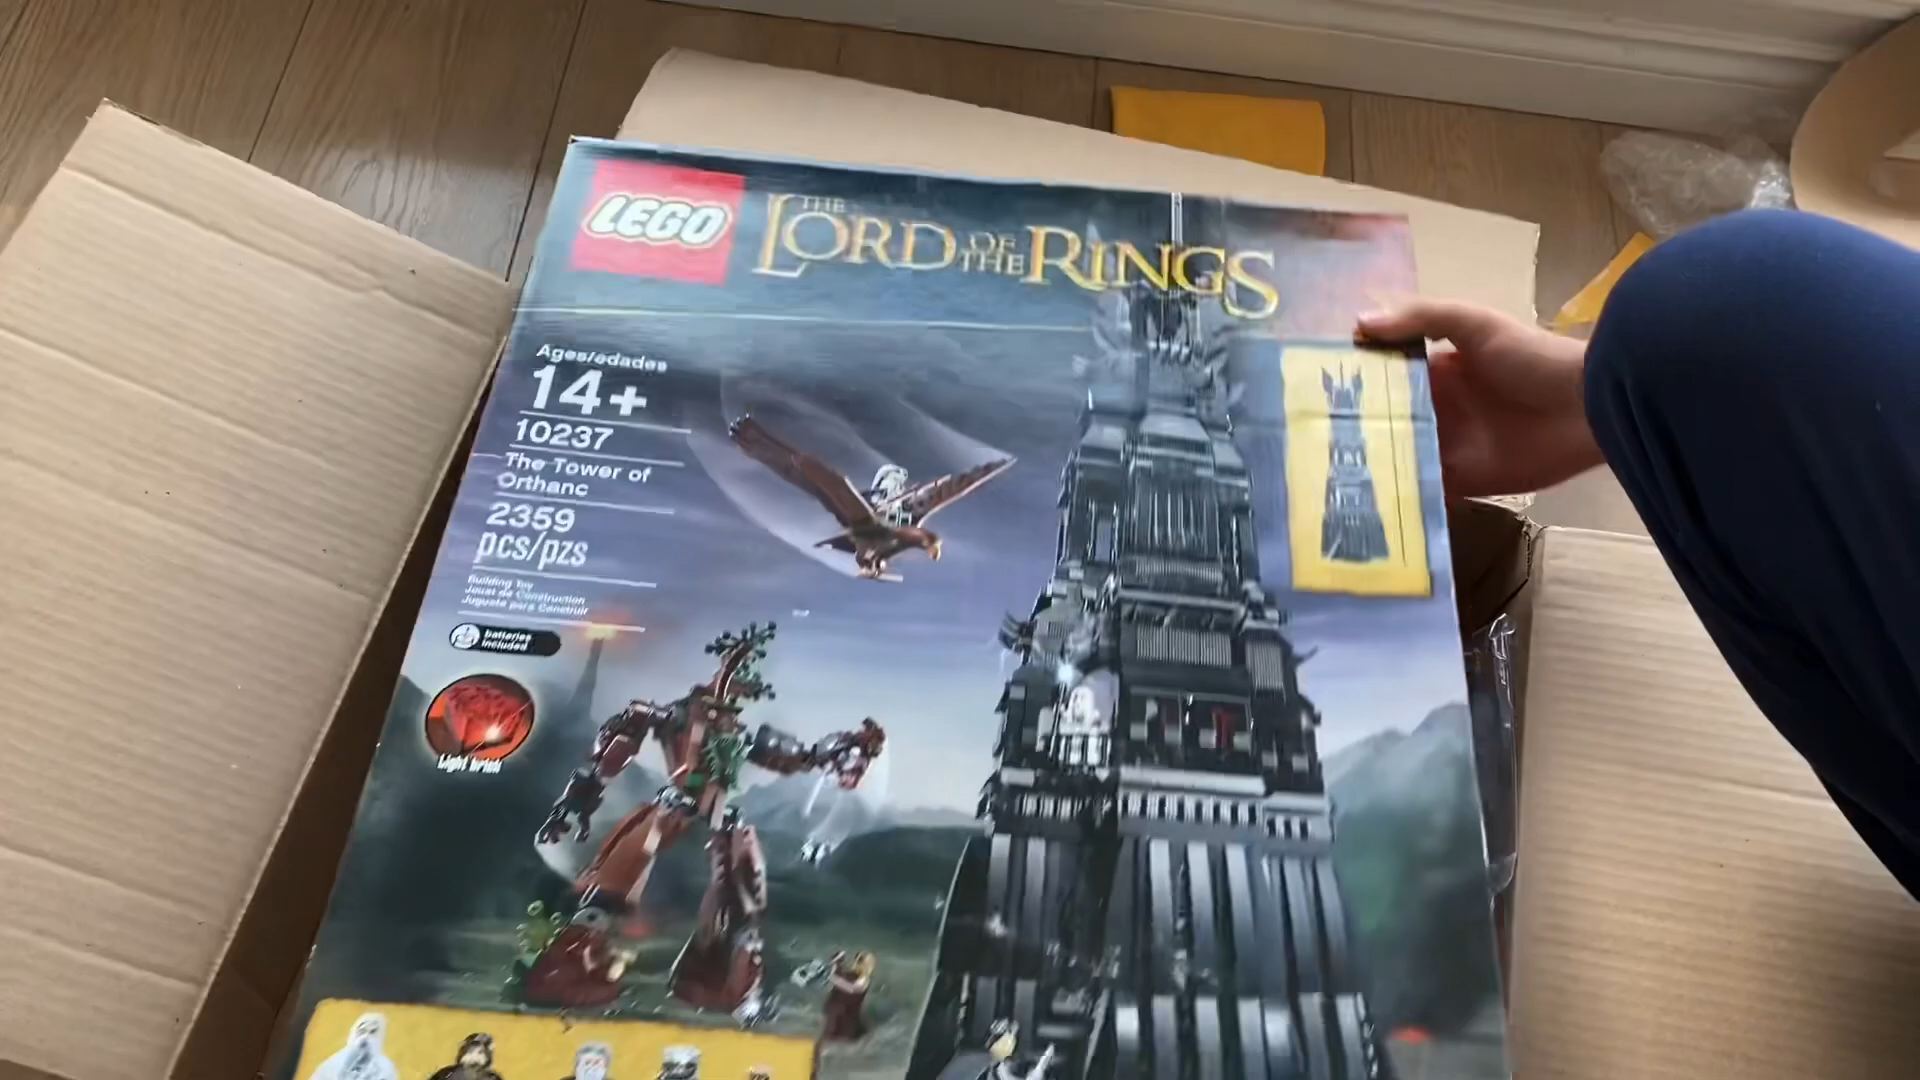 LEGO
THE LORD OF THE RINGS
Ages/edades
14+
10237
The Tower of
Orthanc
2359
pcs/pzs
Building Toy
Jouet de Construction
Juguete para Construir
batteries
included
Light brick